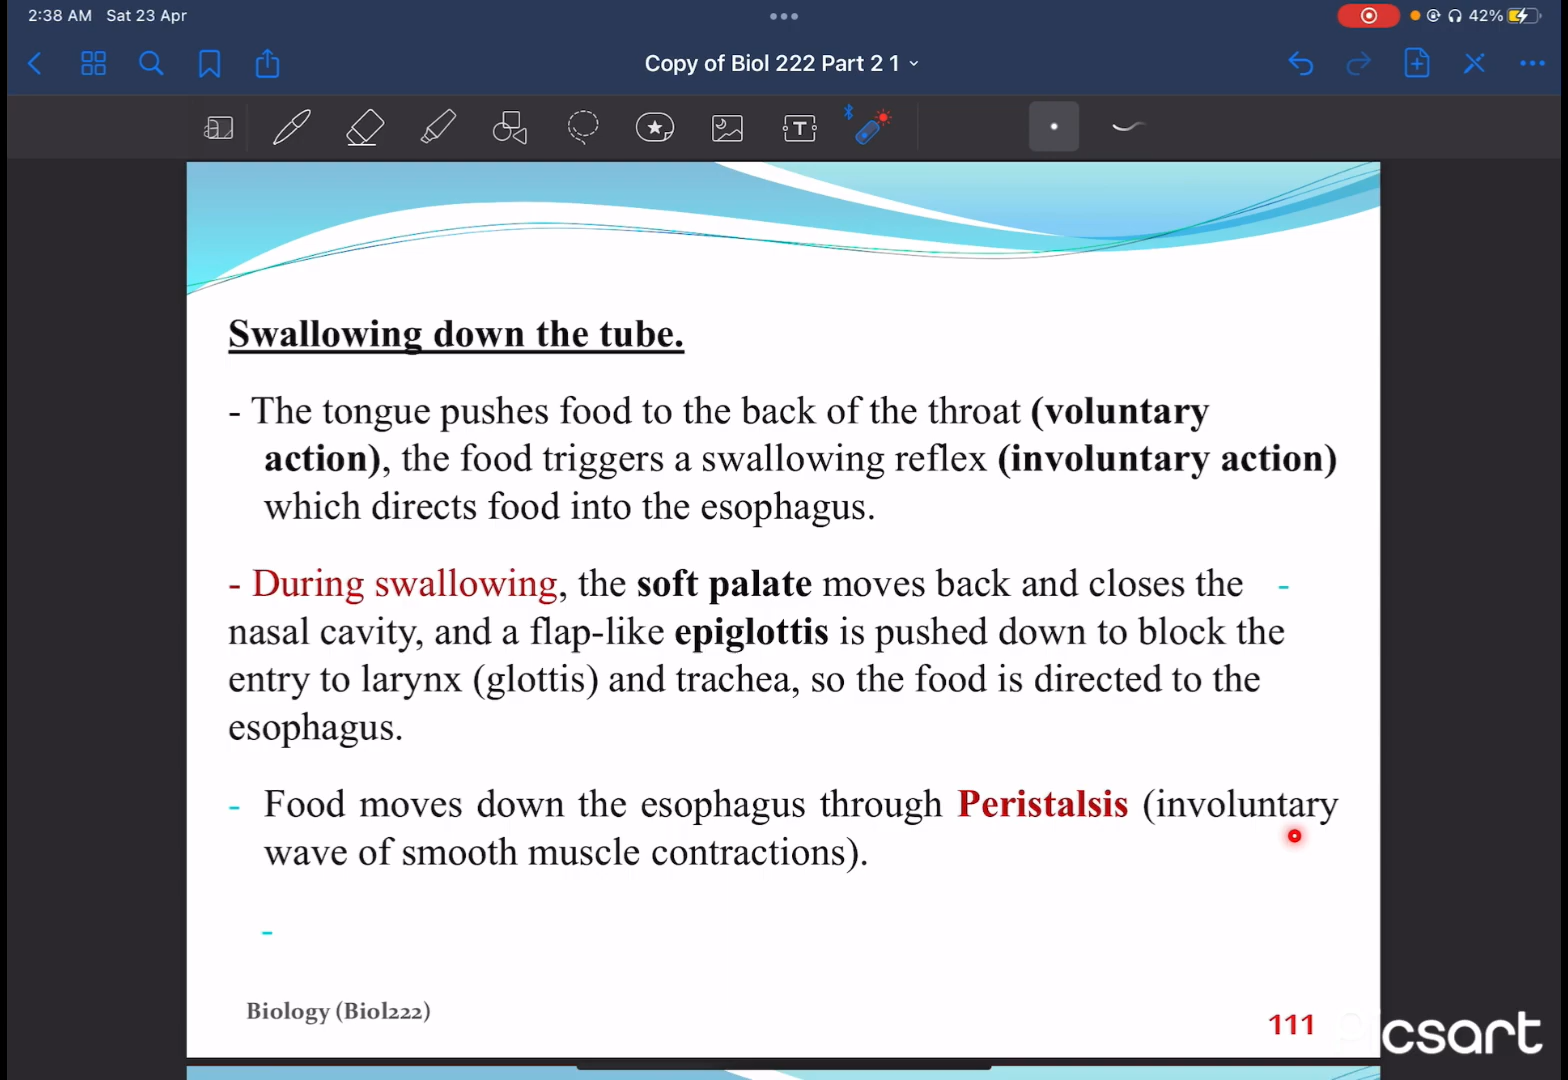 2:38 AM Sat 23 Apr
42%
Copy of Biol 222 Part 2 1
T
Swallowing down the tube.
- The tongue pushes food to the back of the throat (voluntary
action), the food triggers a swallowing reflex (involuntary action)
which directs food into the esophagus.
- During swallowing, the soft palate moves back and closes the -
nasal cavity, and a flap-like epiglottis is pushed down to block the
entry to larynx (glottis) and trachea, so the food is directed to the
esophagus.
- Food moves down the esophagus through Peristalsis (involuntary
wave of smooth muscle contractions).
-
Biology (Biol222)
111
csart